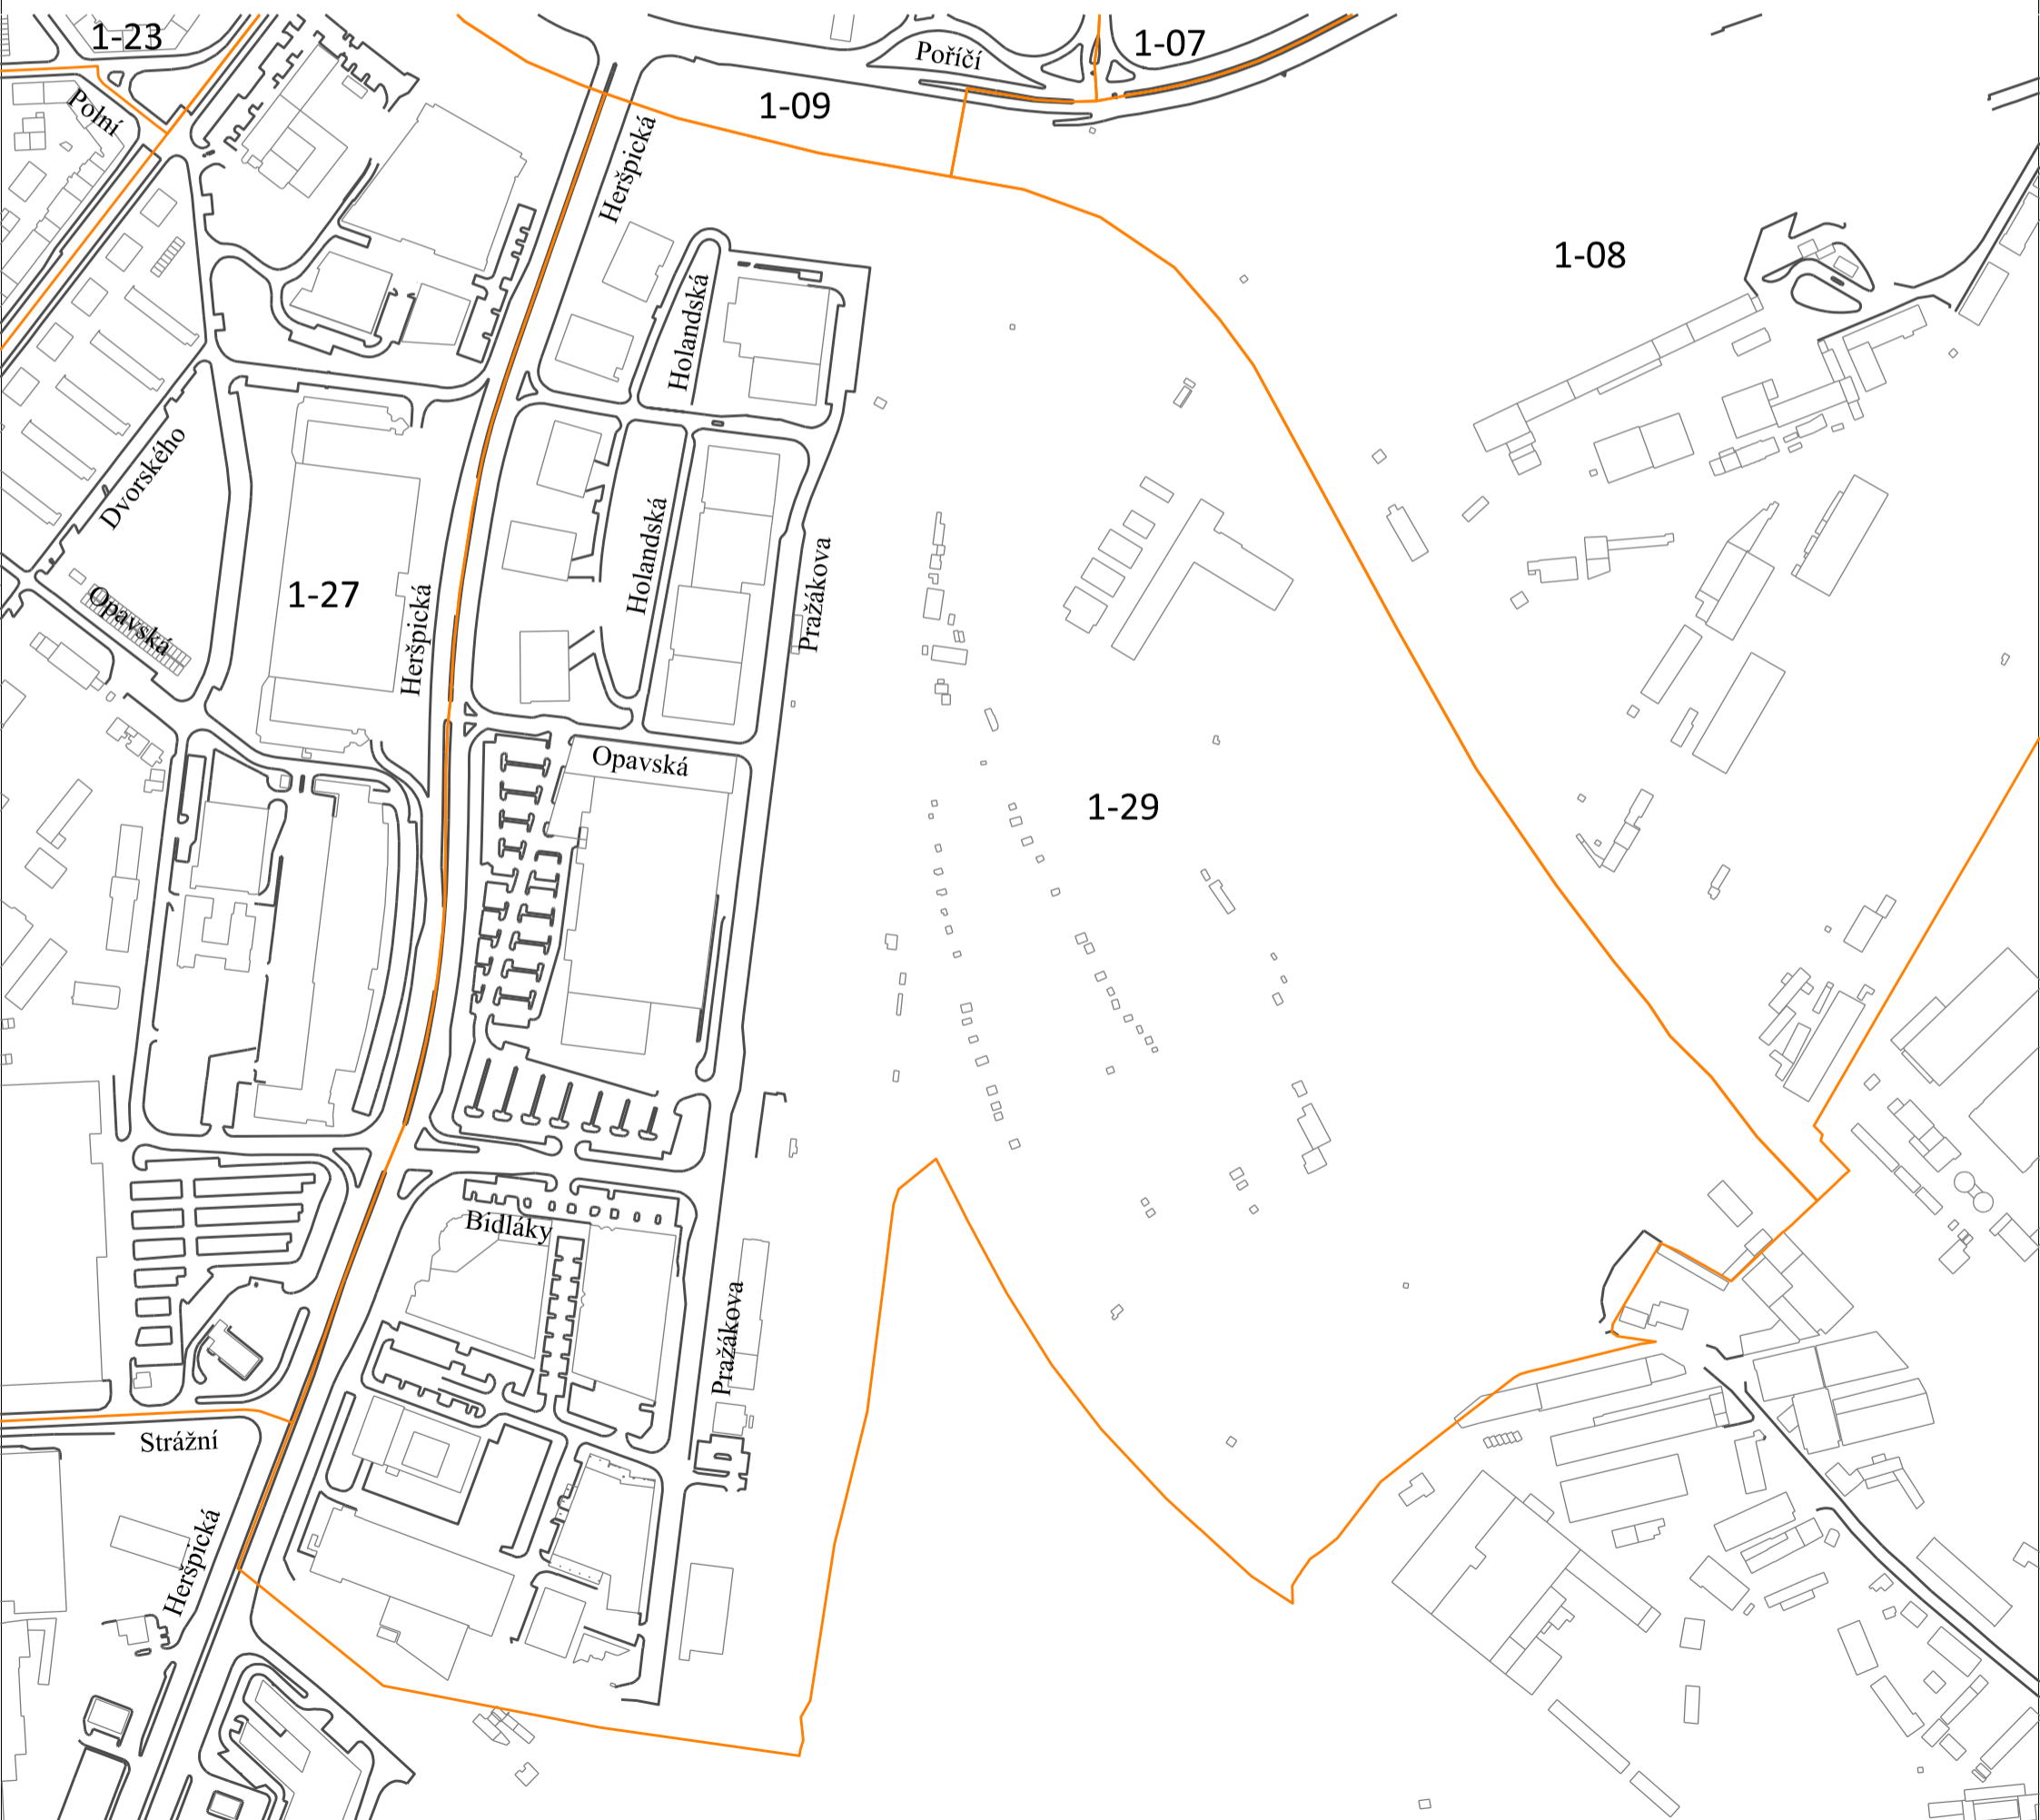 1-23
1-07
Poříčí
1-09
Polní
Heršpická
1-08
Holandská
Dvorského
Holandská
Pražákova
1-27
Opavská
Heršpická
Opavská
1-29
Bidláky
Pražákova
Strážní
Heršpická